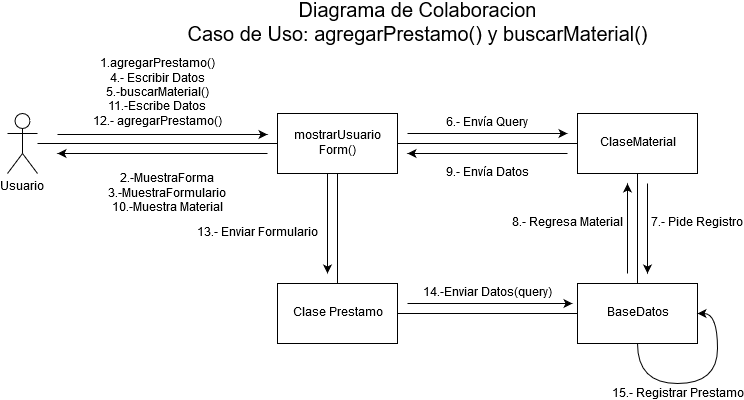 Diagrama de Colaboracion
Caso de Uso: agregarPrestamo() y buscarMaterial()
1.agregarPrestamo()
4.- Escribir Datos
5.-buscarMaterial()
11.-Escribe Datos
12.- agregarPrestamo()
Usuario
2.-MuestraForma
3.-MuestraFormulario
10.-Muestra Material
mostrarUsuario
Form()
6.- Envía Query
9.- Envía Datos
ClaseMaterial
13.- Enviar Formulario
8.- Regresa Material
7.- Pide Registro
Clase Prestamo
14.-Enviar Datos(query)
BaseDatos
15.- Registrar Prestamo